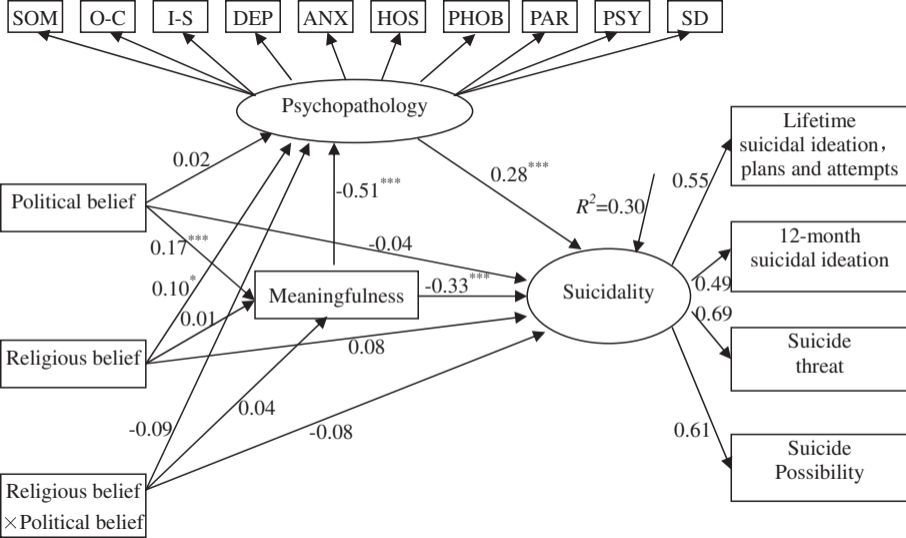 SOM O-C I-S DEP ANX HOS PHOB PAR PSY SD
Psychopathology
Lifetime
suicidal ideation，
plans and attempts
0.02
0.28***
0.55
-0.51***
Political belief
R²=0.30
12-month
suicidal ideation
0.17***
-0.04
0.49
0.10*
Meaningfulness
-0.33***
Suicidality
0.01
0.69
Religious belief
0.08
Suicide
threat
0.04
-0.09
-0.08
0.61
Suicide
Possibility
Religious belief
×Political belief